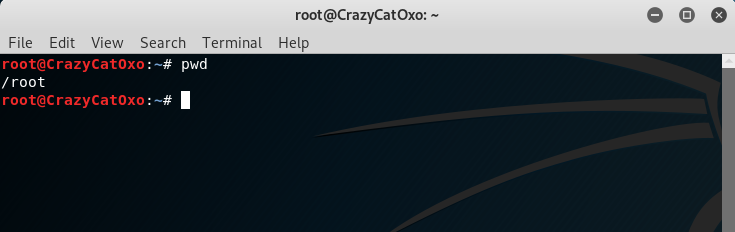 root@CrazyCatOxo: ~
File Edit View Search Terminal Help
root@CrazyCatOxo:~# pwd
/root
root@CrazyCatOxo:~#